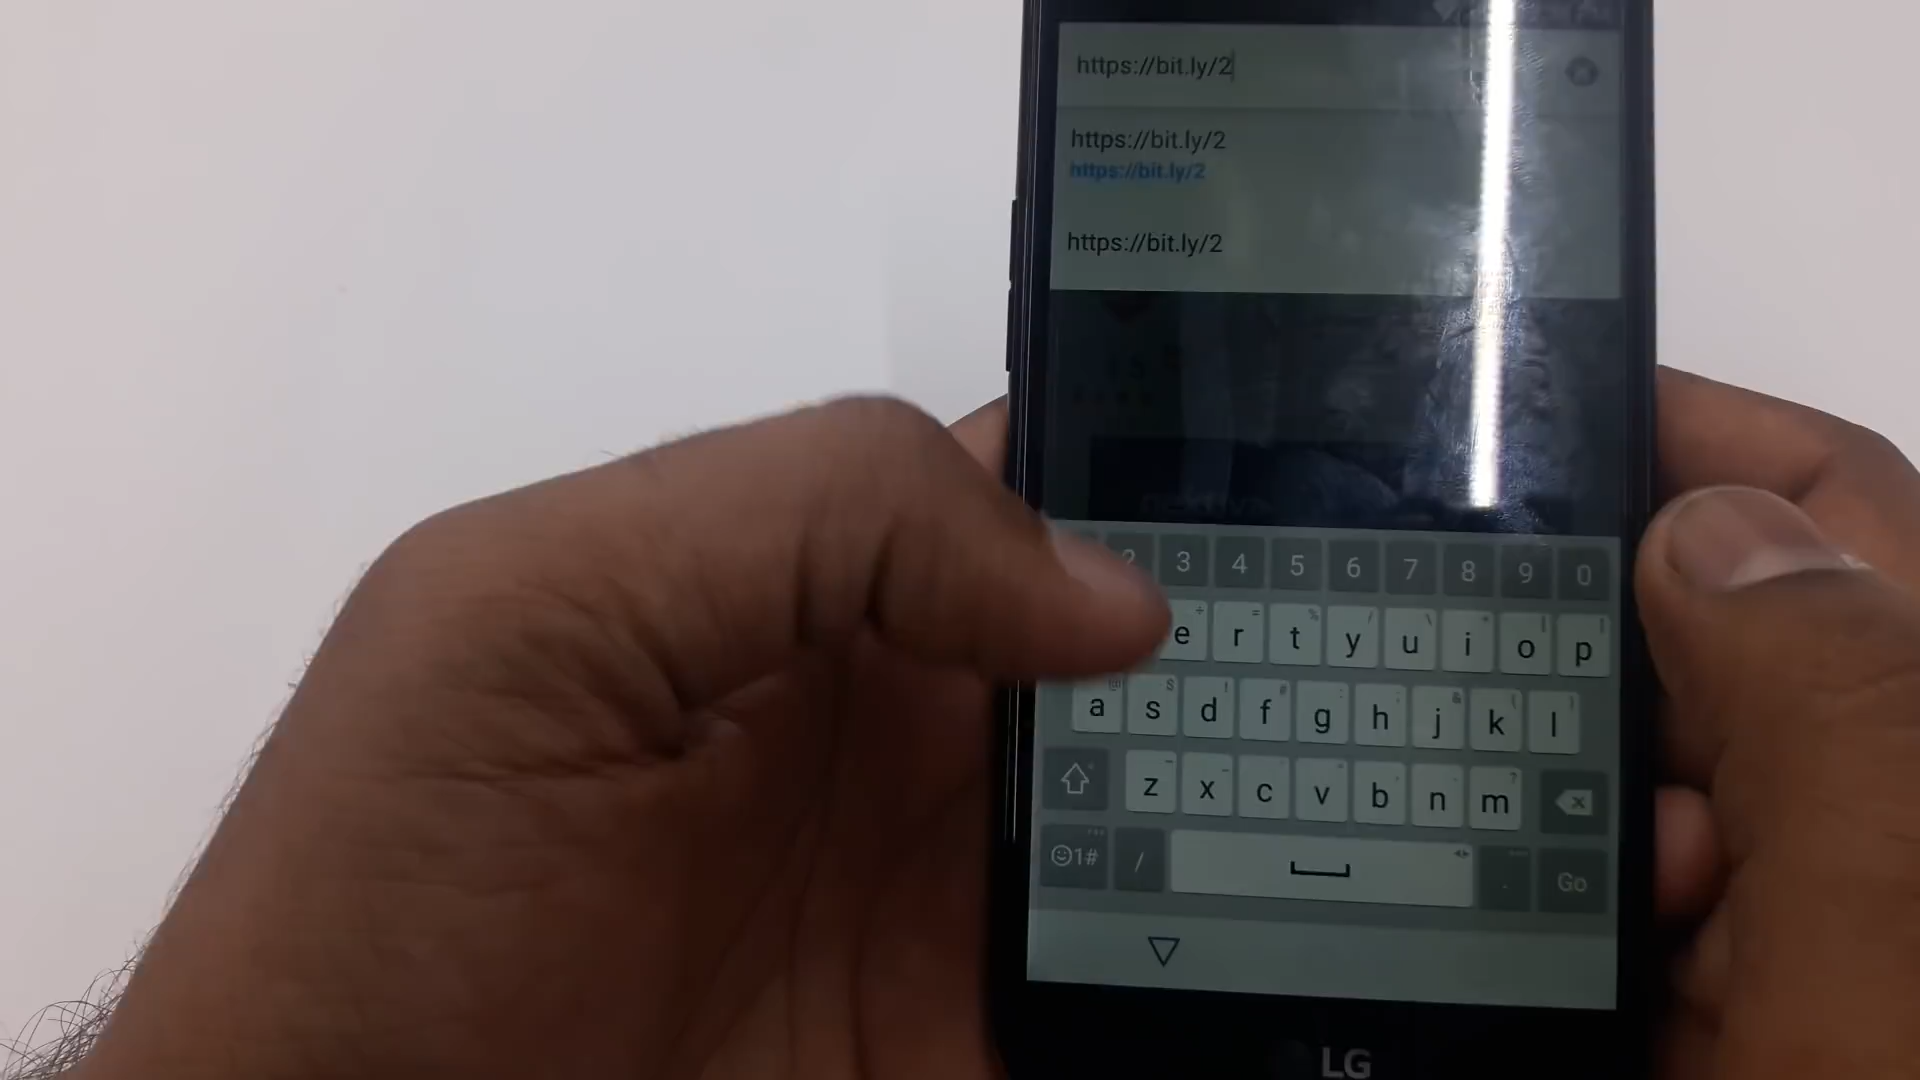 https://bit.ly/2
https://bit.ly/2
https://bit.ly/2
https://bit.ly/2
2 3 4 5 6 7 8 9 0
e r t y u i o p
a s d f g h j k l
z x c v b n m
1# / . Go
LG